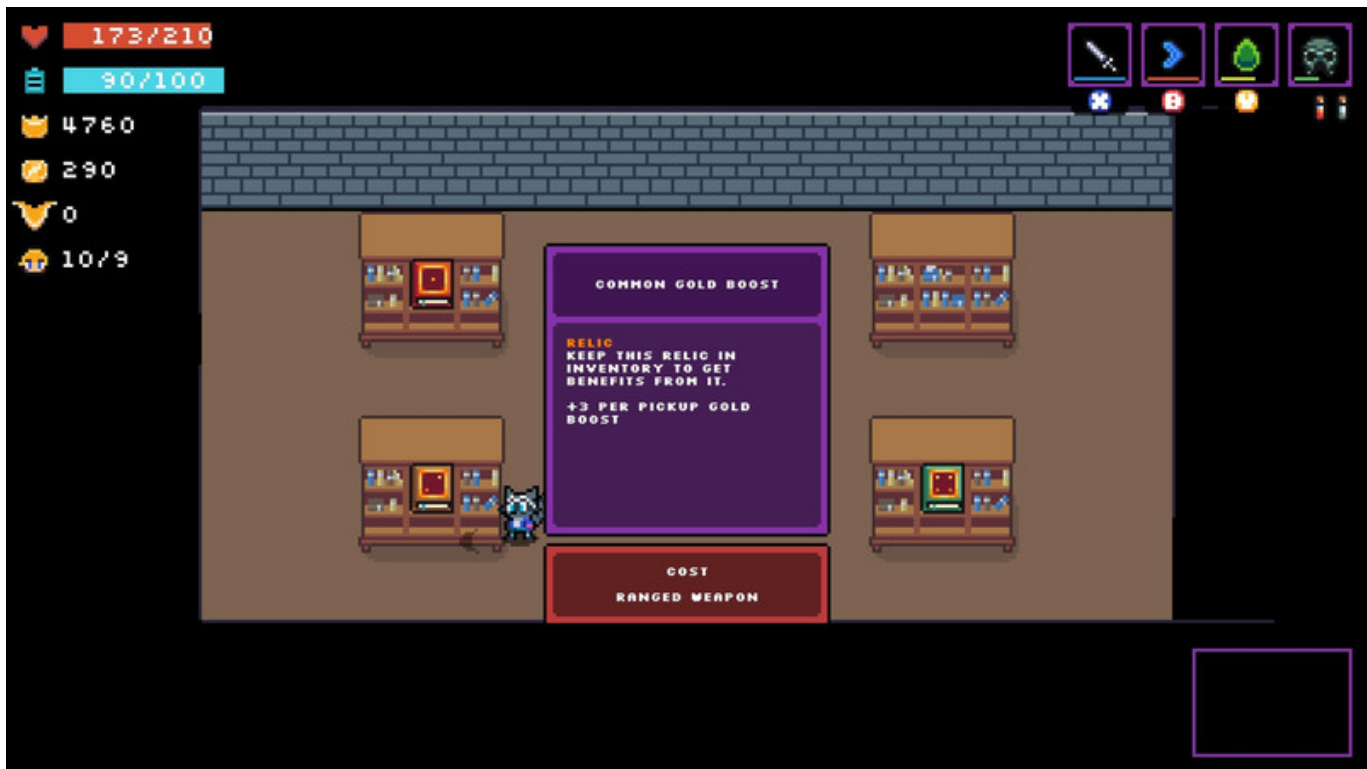 173/210
90/100
4760
290
0
10/9
X
B
Y
COMMON GOLD BOOST
RELIC
KEEP THIS RELIC IN
INVENTORY TO GET
BENEFITS FROM IT.
+3 PER PICKUP GOLD
BOOST
COST
RANGED WEAPON